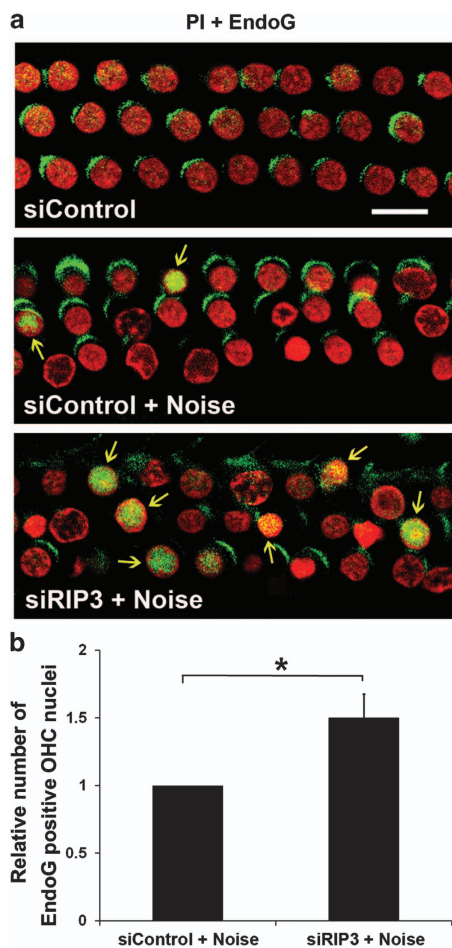 a
PI + EndoG
siControl
siControl + Noise
siRIP3 + Noise
b
Relative number of
EndoG positive OHC nuclei
2
1.5
1
0.5
0
*
siControl + Noise
siRIP3 + Noise